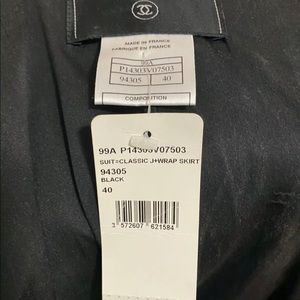 MADE IN FRANCE
FABRIQUE EN FRANCE
99A
P14303V07503
94305 40
COMPOSITION
99A P14303V07503
SUIT=CLASSIC J+WRAP SKIRT
94305
BLACK
40
3 572607 621584